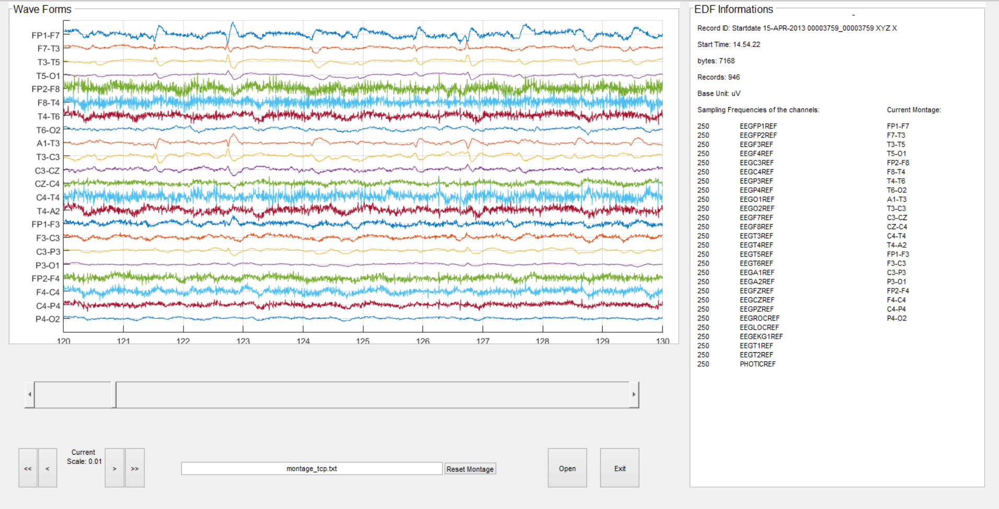 Wave Forms
FP1-F7
F7-T3
T3-T5
T5-O1
FP2-F8
F8-T4
T4-T6
T6-O2
A1-T3
T3-C3
C3-CZ
CZ-C4
C4-T4
T4-A2
FP1-F3
F3-C3
C3-P3
P3-O1
FP2-F4
F4-C4
C4-P4
P4-O2
120 121 122 123 124 125 126 127 128 129 130
Current
Scale: 0.01
<< < > >>
montage_tcp.txt
Reset Montage
Open
Exit
EDF Informations
-
Record ID: Startdate 15-APR-2013 00003759_00003759 XYZ X
Start Time: 14.54.22
bytes: 7168
Records: 946
Base Unit: uV
Sampling Frequencies of the channels: Current Montage:
250 EEGFP1REF FP1-F7
250 EEGFP2REF F7-T3
250 EEGF3REF T3-T5
250 EEGF4REF T5-O1
250 EEGC3REF FP2-F8
250 EEGC4REF F8-T4
250 EEGP3REF T4-T6
250 EEGP4REF T6-O2
250 EEGO1REF A1-T3
250 EEGO2REF T3-C3
250 EEGF7REF C3-CZ
250 EEGF8REF CZ-C4
250 EEGT3REF C4-T4
250 EEGT4REF T4-A2
250 EEGT5REF FP1-F3
250 EEGT6REF F3-C3
250 EEGA1REF C3-P3
250 EEGA2REF P3-O1
250 EEGFZREF FP2-F4
250 EEGCZREF F4-C4
250 EEGPZREF C4-P4
250 EEGROCREF P4-O2
250 EEGLOCREF
250 EEGEKG1REF
250 EEGT1REF
250 EEGT2REF
250 PHOTICREF